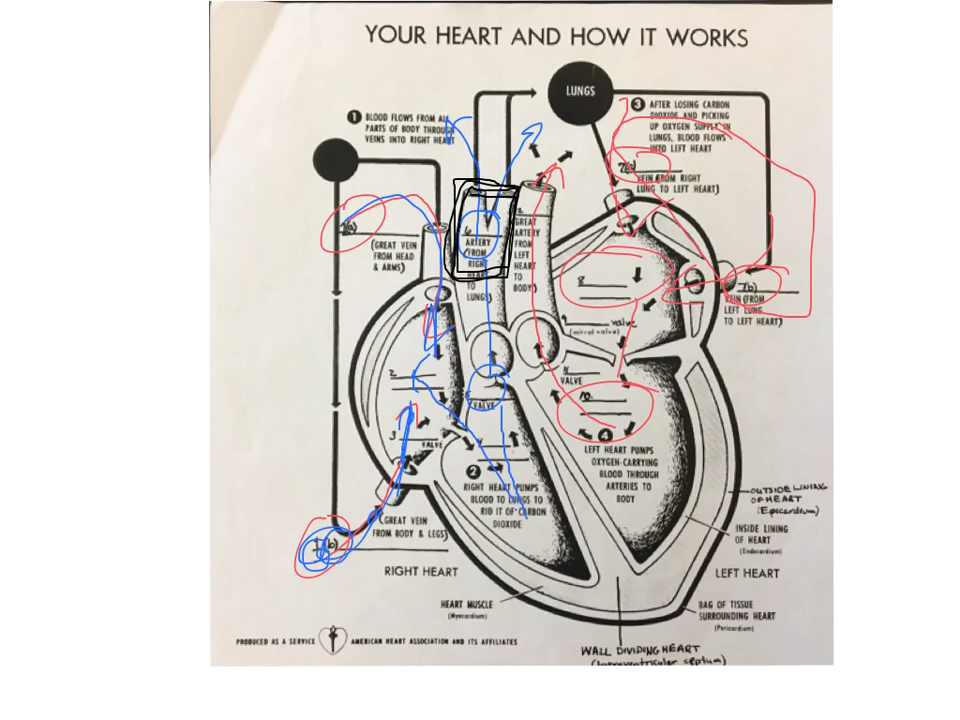 YOUR HEART AND HOW IT WORKS
LUNGS
1 BLOOD FLOWS FROM ALL
PARTS OF BODY THROUGH
VEINS INTO RIGHT HEART
3 AFTER LOSING CARBON
DIOXIDE AND PICKING
UP OXYGEN SUPPLY IN
LUNGS, BLOOD FLOWS
INTO LEFT HEART
7(a)
VEIN FROM RIGHT
LUNG TO LEFT HEART)
1(a)
(GREAT VEIN
FROM HEAD
& ARMS)
6
ARTERY
(FROM
RIGHT
HEART
TO
LUNGS)
GREAT
ARTERY
FROM
LEFT
HEART
TO
BODY)
8
7(b)
VEIN (FROM
LEFT LUNG
TO LEFT HEART)
9 valve
(mitral valve)
2
VALVE
VALVE
10.
3
VALVE
4
LEFT HEART PUMPS
OXYGEN-CARRYING
BLOOD THROUGH
ARTERIES TO
BODY
2
RIGHT HEART PUMPS
BLOOD TO LUNGS TO
RID IT OF CARBON
DIOXIDE
OUTSIDE LINING
OF HEART
(Epicardium)
(GREAT VEIN
FROM BODY & LEGS)
1(b)
INSIDE LINING
OF HEART
(Endocardium)
RIGHT HEART
LEFT HEART
HEART MUSCLE
(Myocardium)
BAG OF TISSUE
SURROUNDING HEART
(Pericardium)
PRODUCED AS A SERVICE AMERICAN HEART ASSOCIATION AND ITS AFFILIATES
WALL DIVIDING HEART
(Interventricular septum)